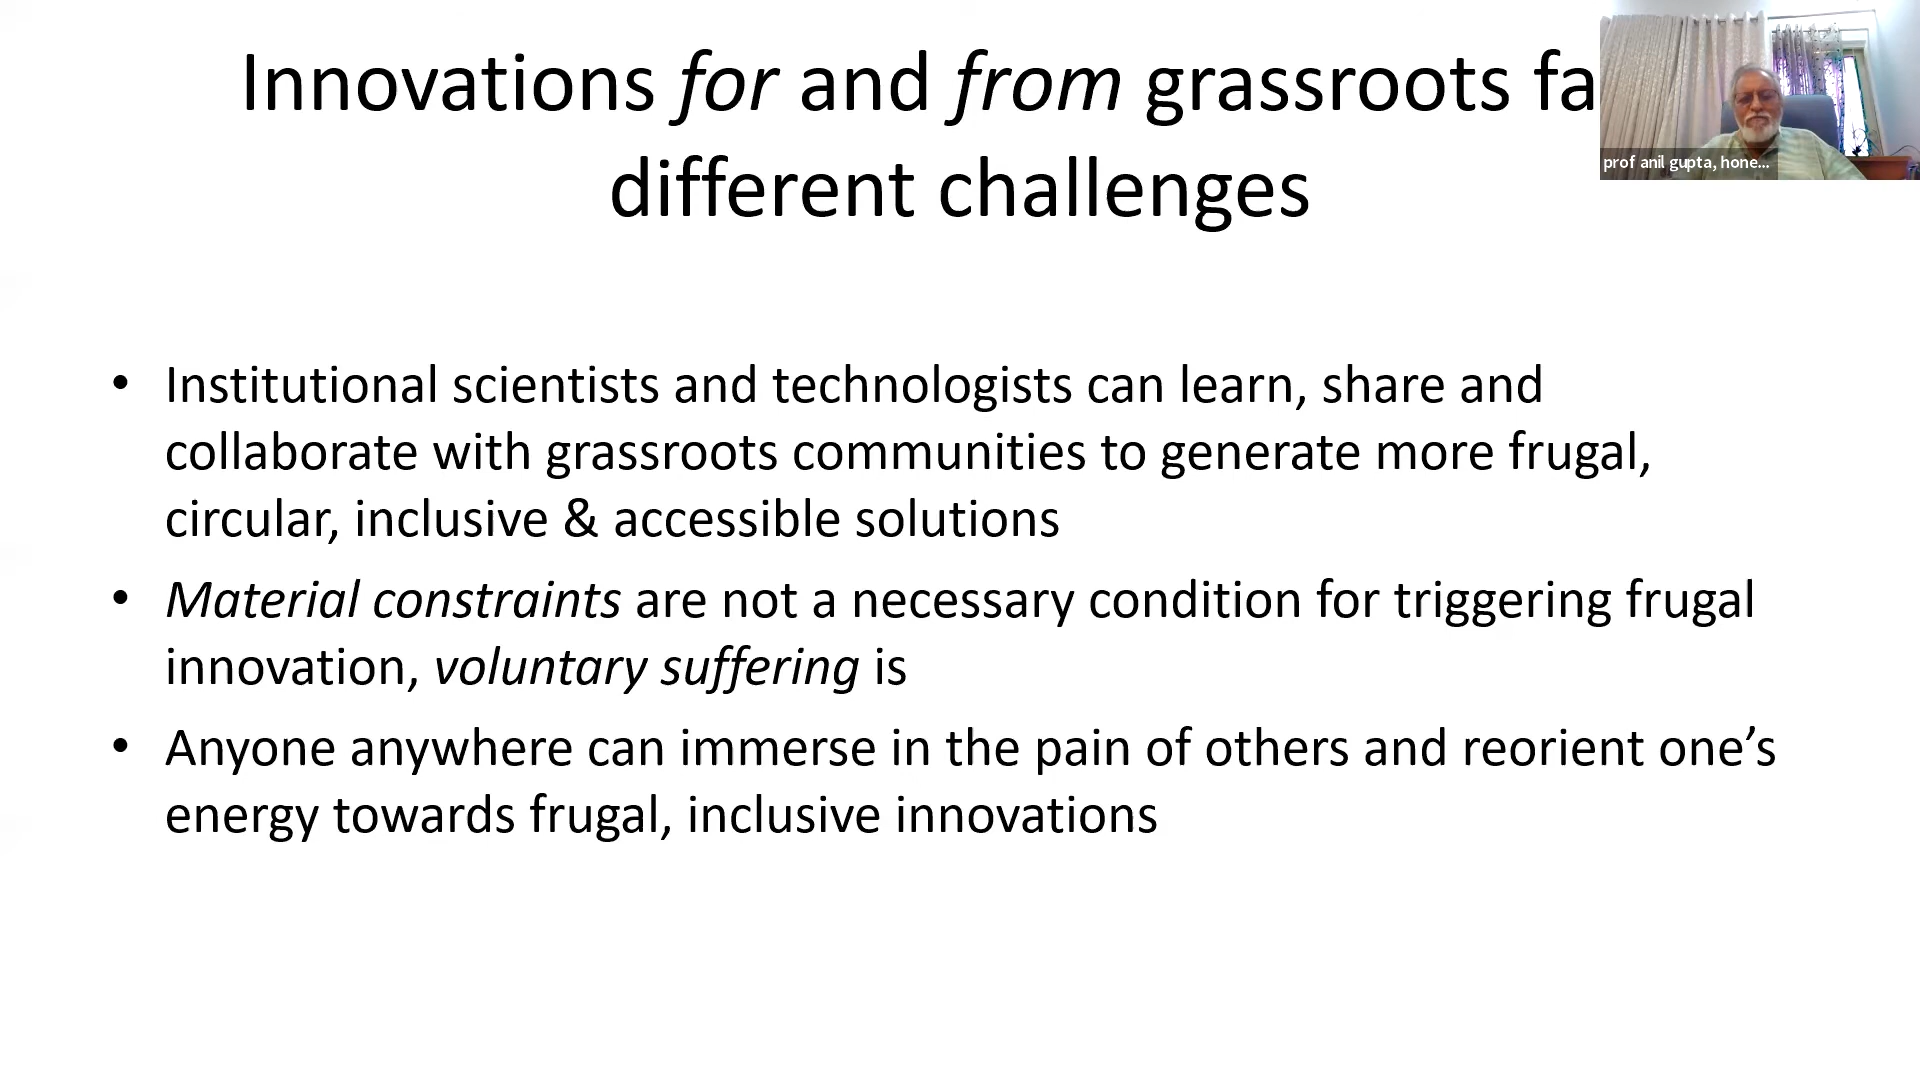 Innovations for and from grassroots fa
different challenges
prof anil gupta, hone...
• Institutional scientists and technologists can learn, share and
collaborate with grassroots communities to generate more frugal,
circular, inclusive & accessible solutions
• Material constraints are not a necessary condition for triggering frugal
innovation, voluntary suffering is
• Anyone anywhere can immerse in the pain of others and reorient one’s
energy towards frugal, inclusive innovations